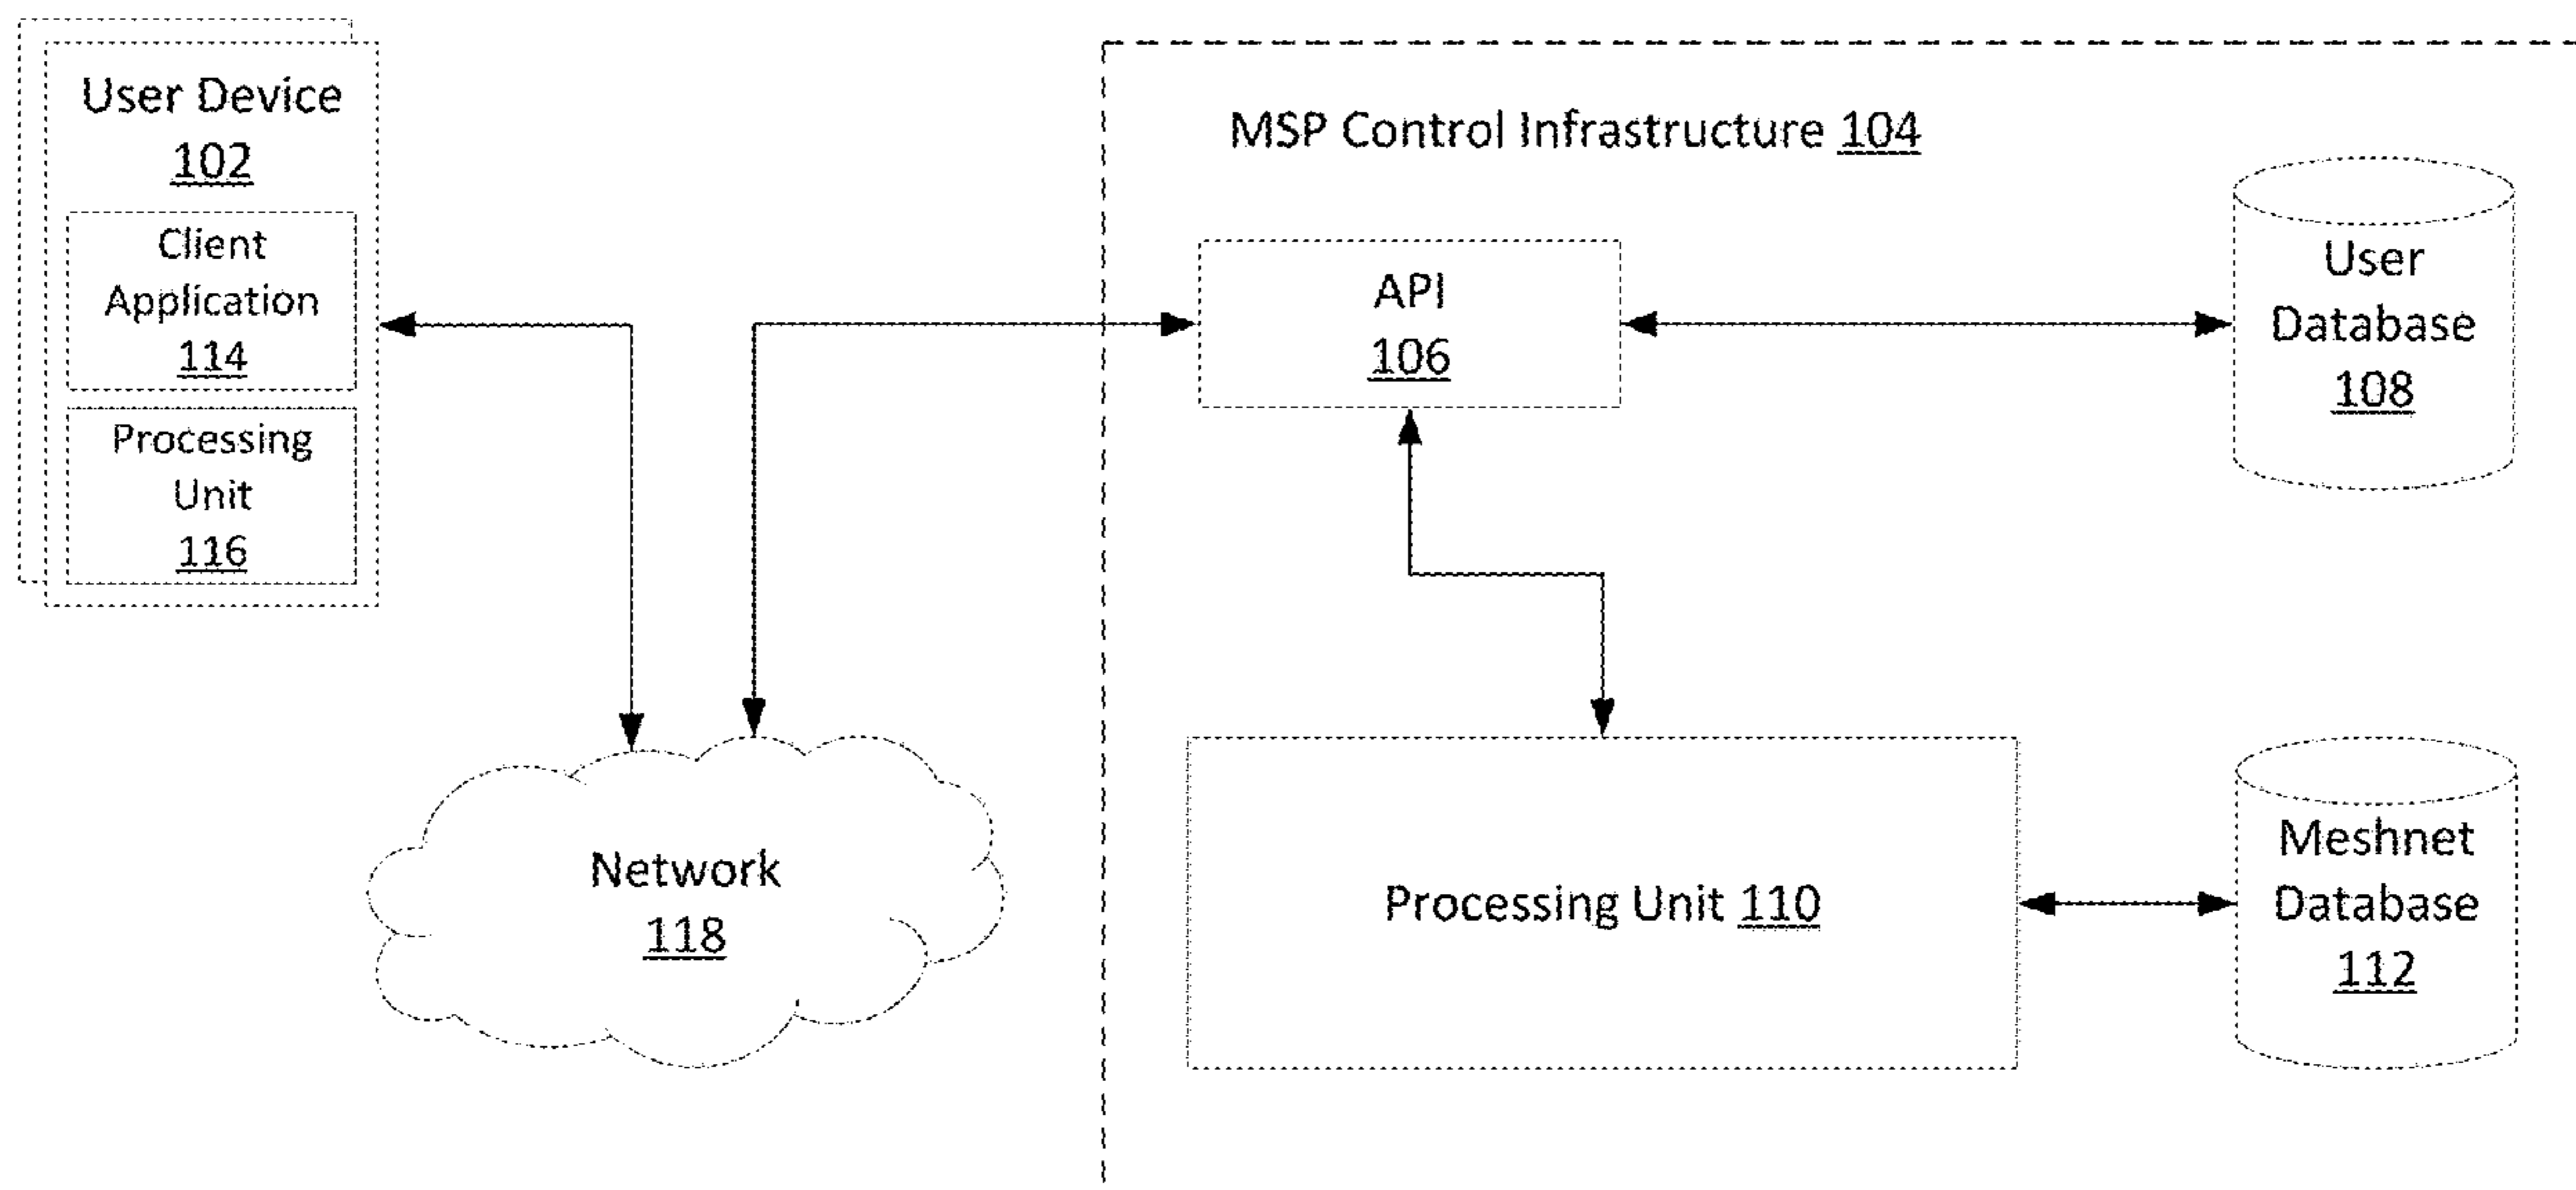 User Device
102
Client
Application
114
Processing
Unit
116
Network
118
MSP Control Infrastructure 104
API
106
User
Database
108
Processing Unit 110
Meshnet
Database
112